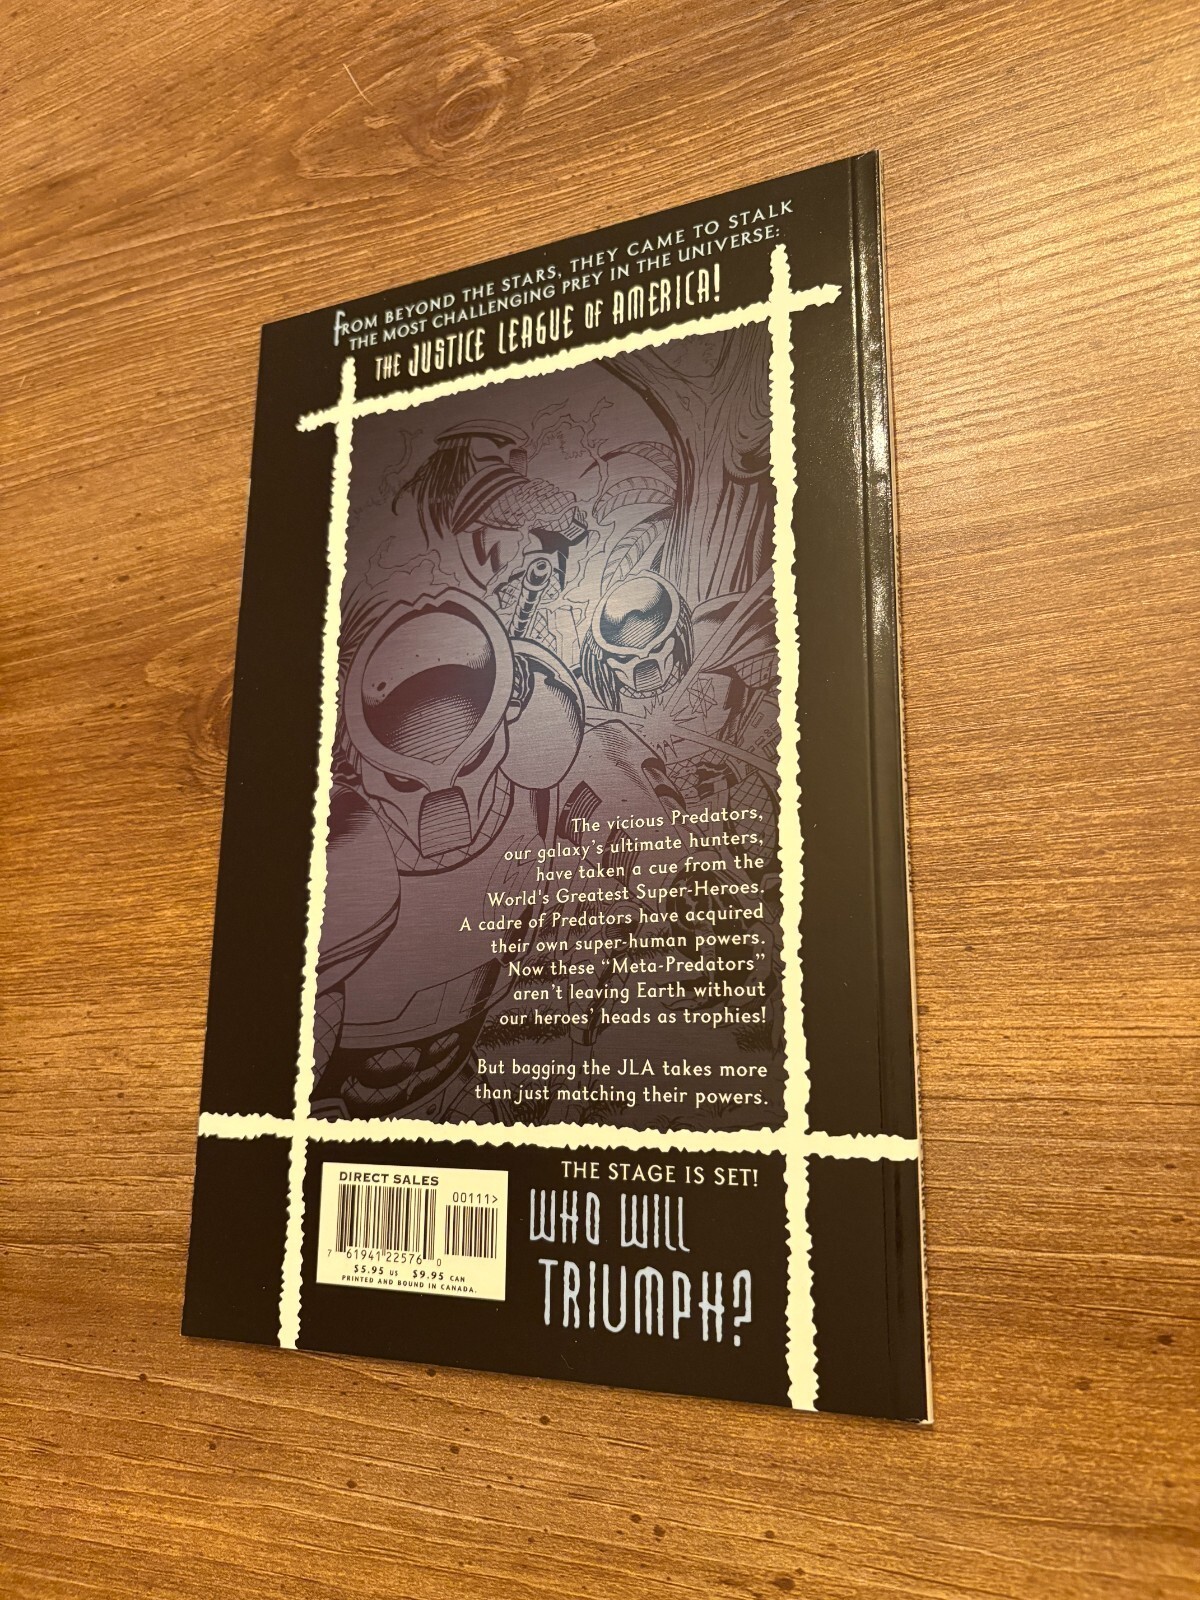 FROM BEYOND THE STARS, THEY CAME TO STALK
THE MOST CHALLENGING PREY IN THE UNIVERSE:
THE JUSTICE LEAGUE OF AMERICA!
The vicious Predators,
our galaxy's ultimate hunters,
have taken a cue from the
World's Greatest Super-Heroes.
A cadre of Predators have acquired
their own super-human powers.
Now these “Meta-Predators”
aren't leaving Earth without
our heroes' heads as trophies!
But bagging the JLA takes more
than just matching their powers.
THE STAGE IS SET!
WHO WILL
TRIUMPH?
DIRECT SALES
00111>
7 61941 22576 0
$5.95 US $9.95 CAN
PRINTED AND BOUND IN CANADA.